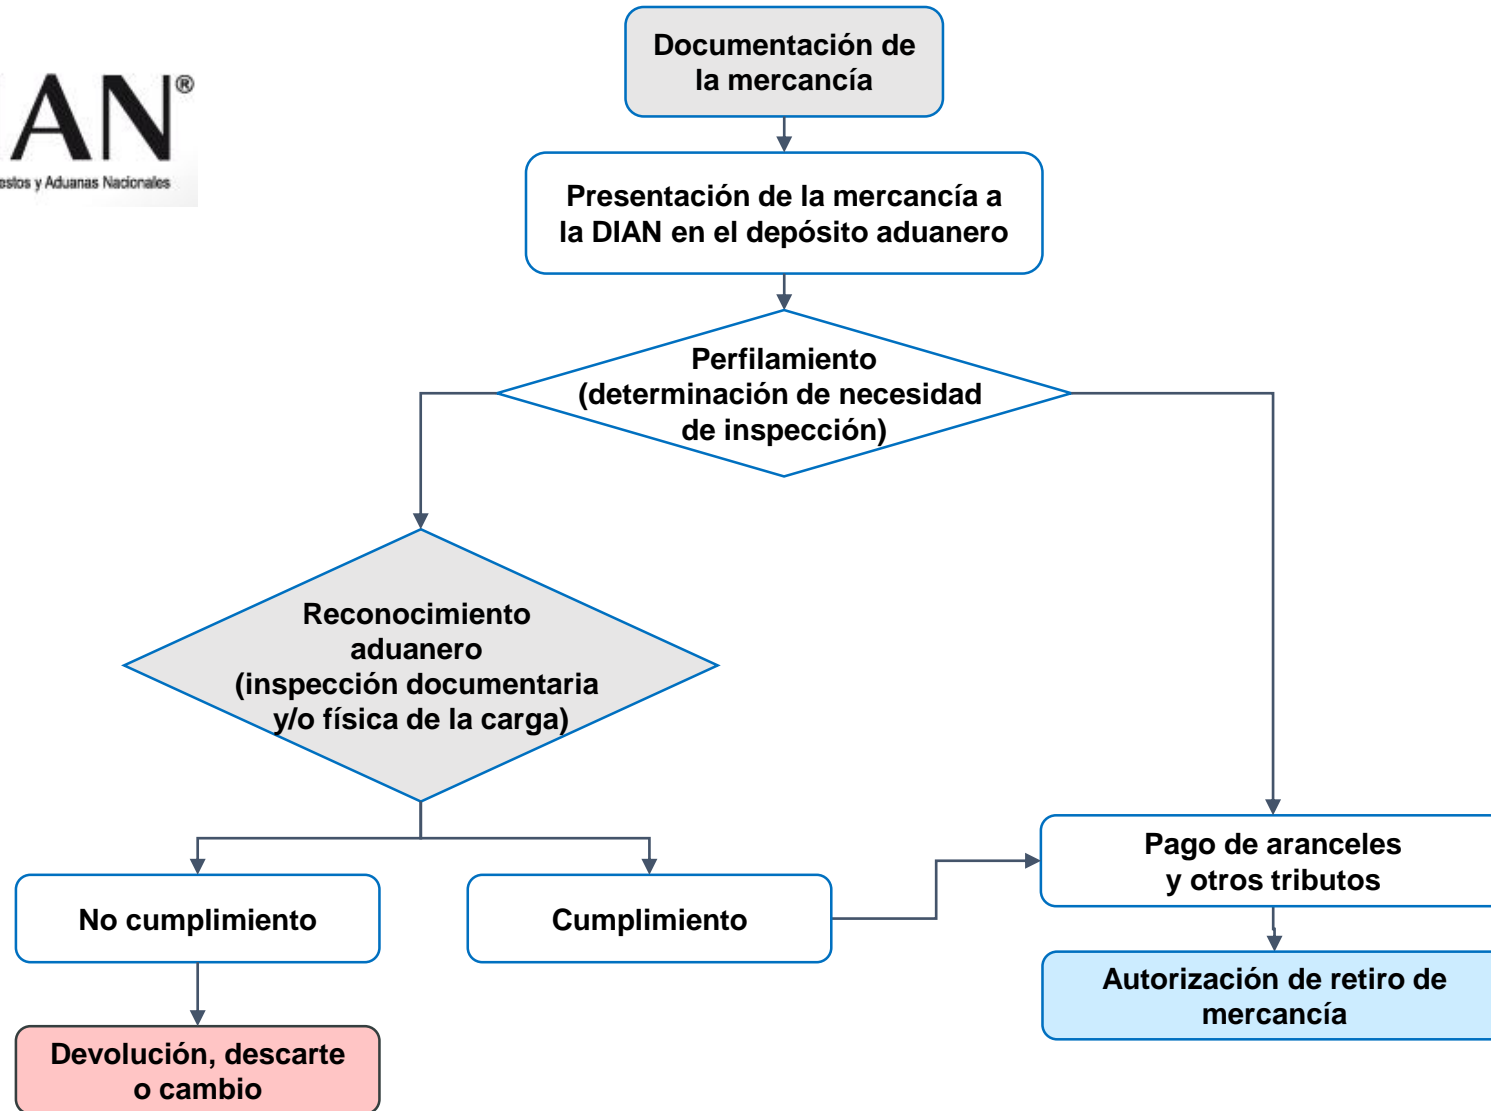 Documentación de
la mercancía
IAN®
estos y Aduanas Nacionales
Presentación de la mercancía a
la DIAN en el depósito aduanero
Perfilamiento
(determinación de necesidad
de inspección)
Reconocimiento
aduanero
(inspección documentaria
y/o física de la carga)
No cumplimiento
Cumplimiento
Pago de aranceles
y otros tributos
Autorización de retiro de
mercancía
Devolución, descarte
o cambio